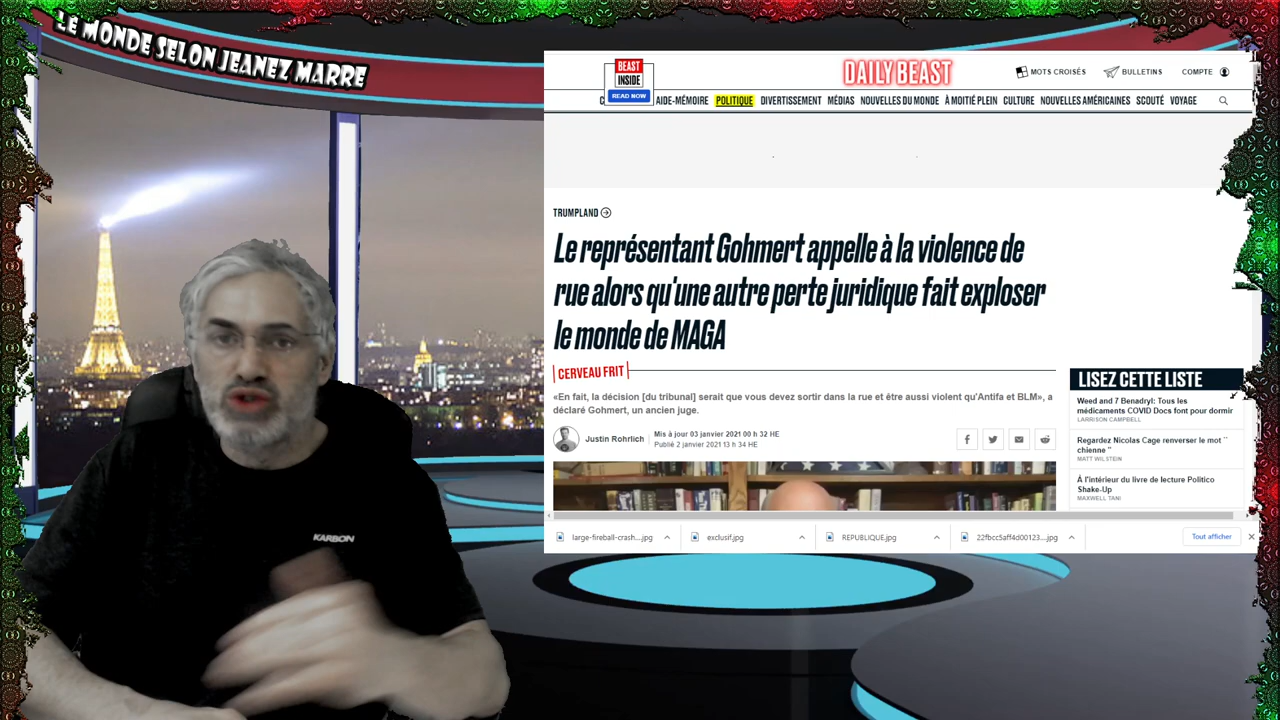 LE MONDE SELON JEANEZ MARRE
BEAST
INSIDE
READ NOW
DAILY BEAST
MOTS CROISÉS
BULLETINS
COMPTE
C
AIDE-MÉMOIRE
POLITIQUE
DIVERTISSEMENT
MÉDIAS
NOUVELLES DU MONDE
À MOITIÉ PLEIN
CULTURE
NOUVELLES AMÉRICAINES
SCOUTÉ
VOYAGE
TRUMPLAND
Le représentant Gohmert appelle à la violence de
rue alors qu'une autre perte juridique fait exploser
le monde de MAGA
CERVEAU FRIT
«En fait, la décision [du tribunal] serait que vous devez sortir dans la rue et être aussi violent qu'Antifa et BLM», a
déclaré Gohmert, un ancien juge.
Justin Rohrlich
Mis à jour 03 janvier 2021 00 h 32 HE
Publié 2 janvier 2021 13 h 34 HE
LISEZ CETTE LISTE
Weed and 7 Benadryl: Tous les
médicaments COVID Docs font pour dormir
LARRISON CAMPBELL
Regardez Nicolas Cage renverser le mot ``
chienne ''
MATT WILSTEIN
À l'intérieur du livre de lecture Politico
Shake-Up
MAXWELL TANI
large-fireball-crash....jpg
exclusif.jpg
REPUBLIQUE.jpg
22fbcc5aff4d00123....jpg
Tout afficher
KARBON